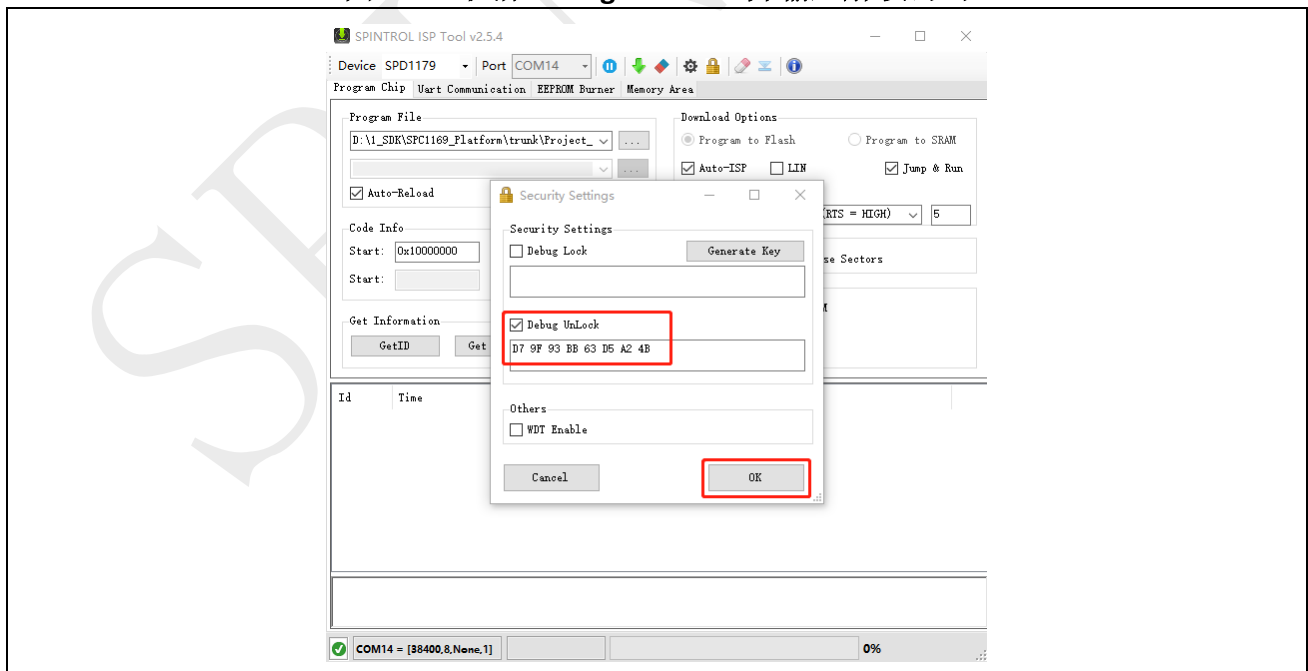 SPINTROL ISP Tool v2.5.4
Device SPD1179 Port COM14
Program Chip Uart Communication EEPROM Burner Memory Area
Program File
D:\1_SDK\SPC1169_Platform\trunk\Project_
...
...
Auto-Reload
Download Options
Program to Flash Program to SRAM
Auto-ISP LIN Jump & Run
(RTS = HIGH) 5
Code Info
Start: 0x10000000
Start:
se Sectors
Get Information
GetID Get
Security Settings
Security Settings
Debug Lock Generate Key
Debug UnLock
D7 9F 93 BB 63 D5 A2 4B
Others
WDT Enable
Cancel OK
Id Time
COM14 = [38400,8,None,1] 0%
SPINTROL